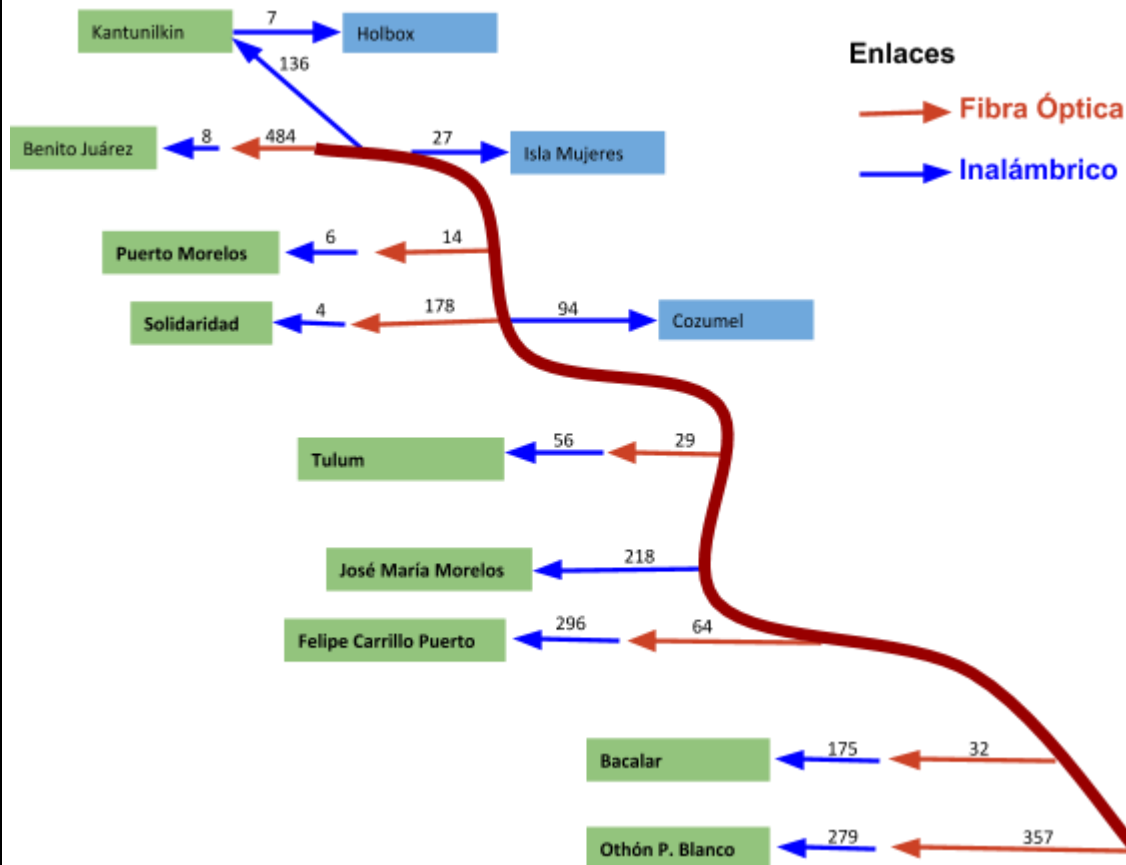 Kantunilkin
7
Holbox
136
Enlaces
Fibra Óptica
Inalámbrico
Benito Juárez
8
484
27
Isla Mujeres
Puerto Morelos
6
14
Solidaridad
4
178
94
Cozumel
Tulum
56
29
José María Morelos
218
Felipe Carrillo Puerto
296
64
Bacalar
175
32
Othón P. Blanco
279
357